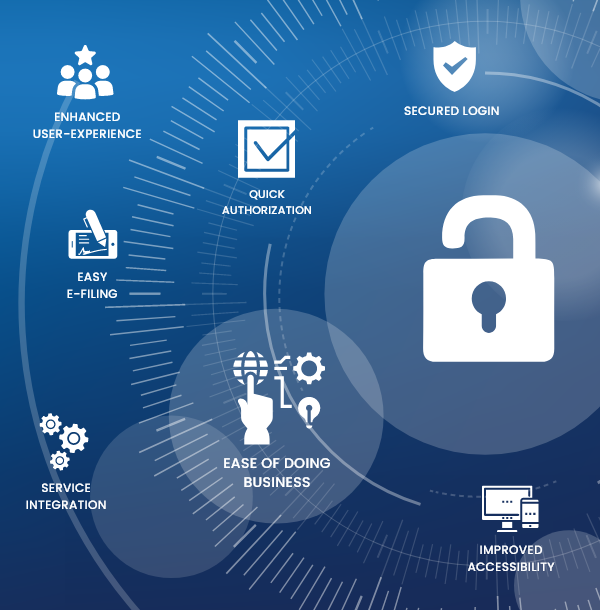 ENHANCED
USER-EXPERIENCE
SECURED LOGIN
QUICK
AUTHORIZATION
EASY
E-FILING
EASE OF DOING
BUSINESS
SERVICE
INTEGRATION
IMPROVED
ACCESSIBILITY